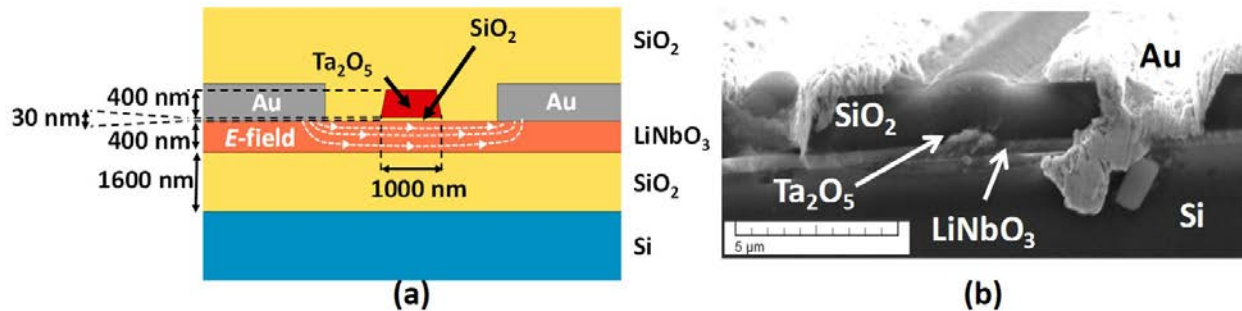 SiO2
Ta2O5
SiO2
400 nm
Au
Au
30 nm
400 nm
E-field
LiNbO3
1600 nm
1000 nm
SiO2
Si
(a)
Au
SiO2
Ta2O5
LiNbO3
Si
5 µm
(b)